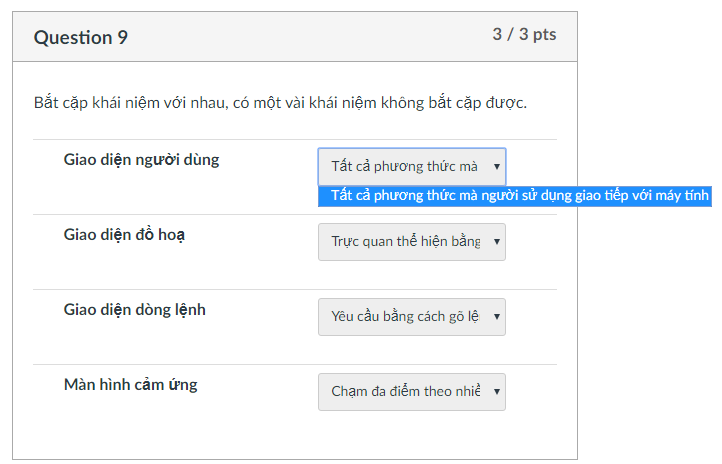 Question 9
3 / 3 pts
Bắt cặp khái niệm với nhau, có một vài khái niệm không bắt cặp được.
Giao diện người dùng
Tất cả phương thức mà
Tất cả phương thức mà người sử dụng giao tiếp với máy tính
Giao diện đồ hoạ
Trực quan thể hiện bằng
Giao diện dòng lệnh
Yêu cầu bằng cách gõ lệ
Màn hình cảm ứng
Chạm đa điểm theo nhiề